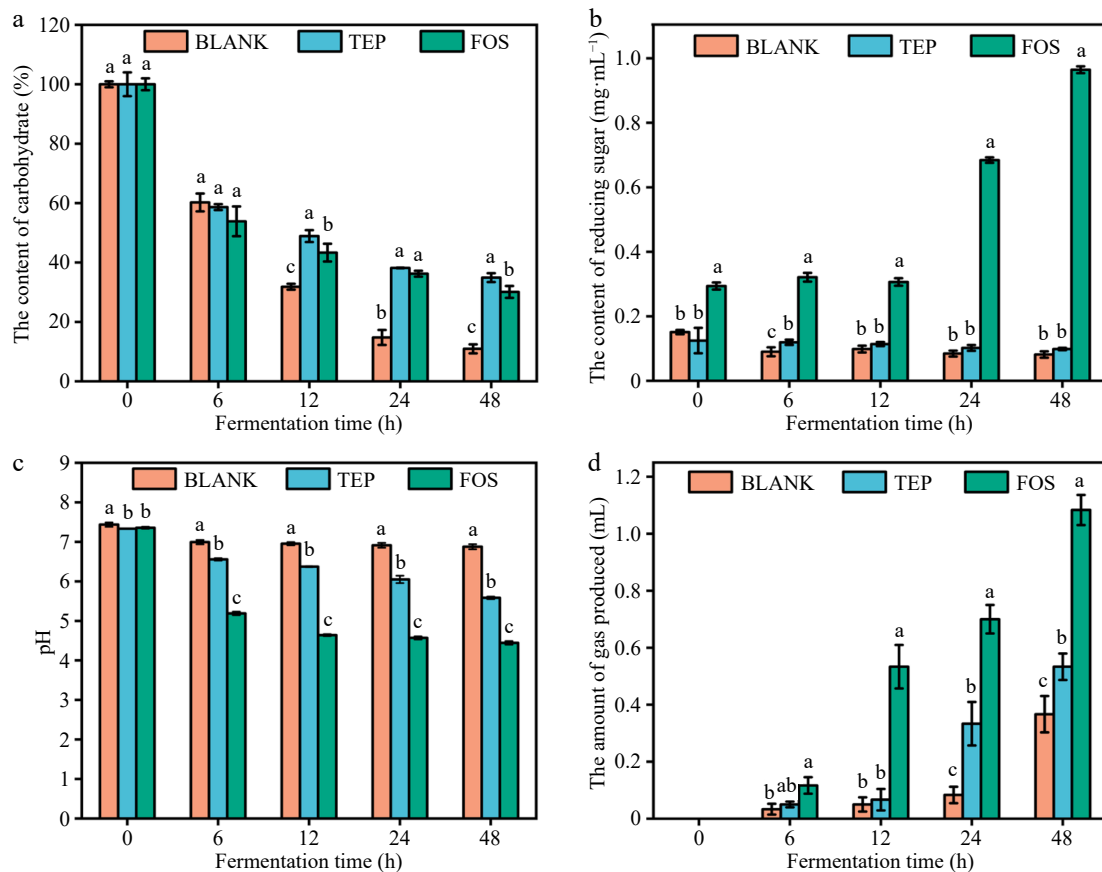 a
120
100
80
60
40
20
0
The content of carbohydrate (%)
BLANK TEP FOS
a a a
a a a
c a b
b a a
c a b
0 6 12 24 48
Fermentation time (h)
b
1.0
0.8
0.6
0.4
0.2
0
The content of reducing sugar (mg·mL⁻¹)
BLANK TEP FOS
b b a
c b a
b b a
b b a
b b a
0 6 12 24 48
Fermentation time (h)
c
9
8
7
6
5
4
3
2
1
0
pH
BLANK TEP FOS
a b b
a b c
a b c
a b c
a b c
0 6 12 24 48
Fermentation time (h)
d
1.2
1.0
0.8
0.6
0.4
0.2
0
The amount of gas produced (mL)
BLANK TEP FOS
b ab a
b b a
c b a
c b a
0 6 12 24 48
Fermentation time (h)